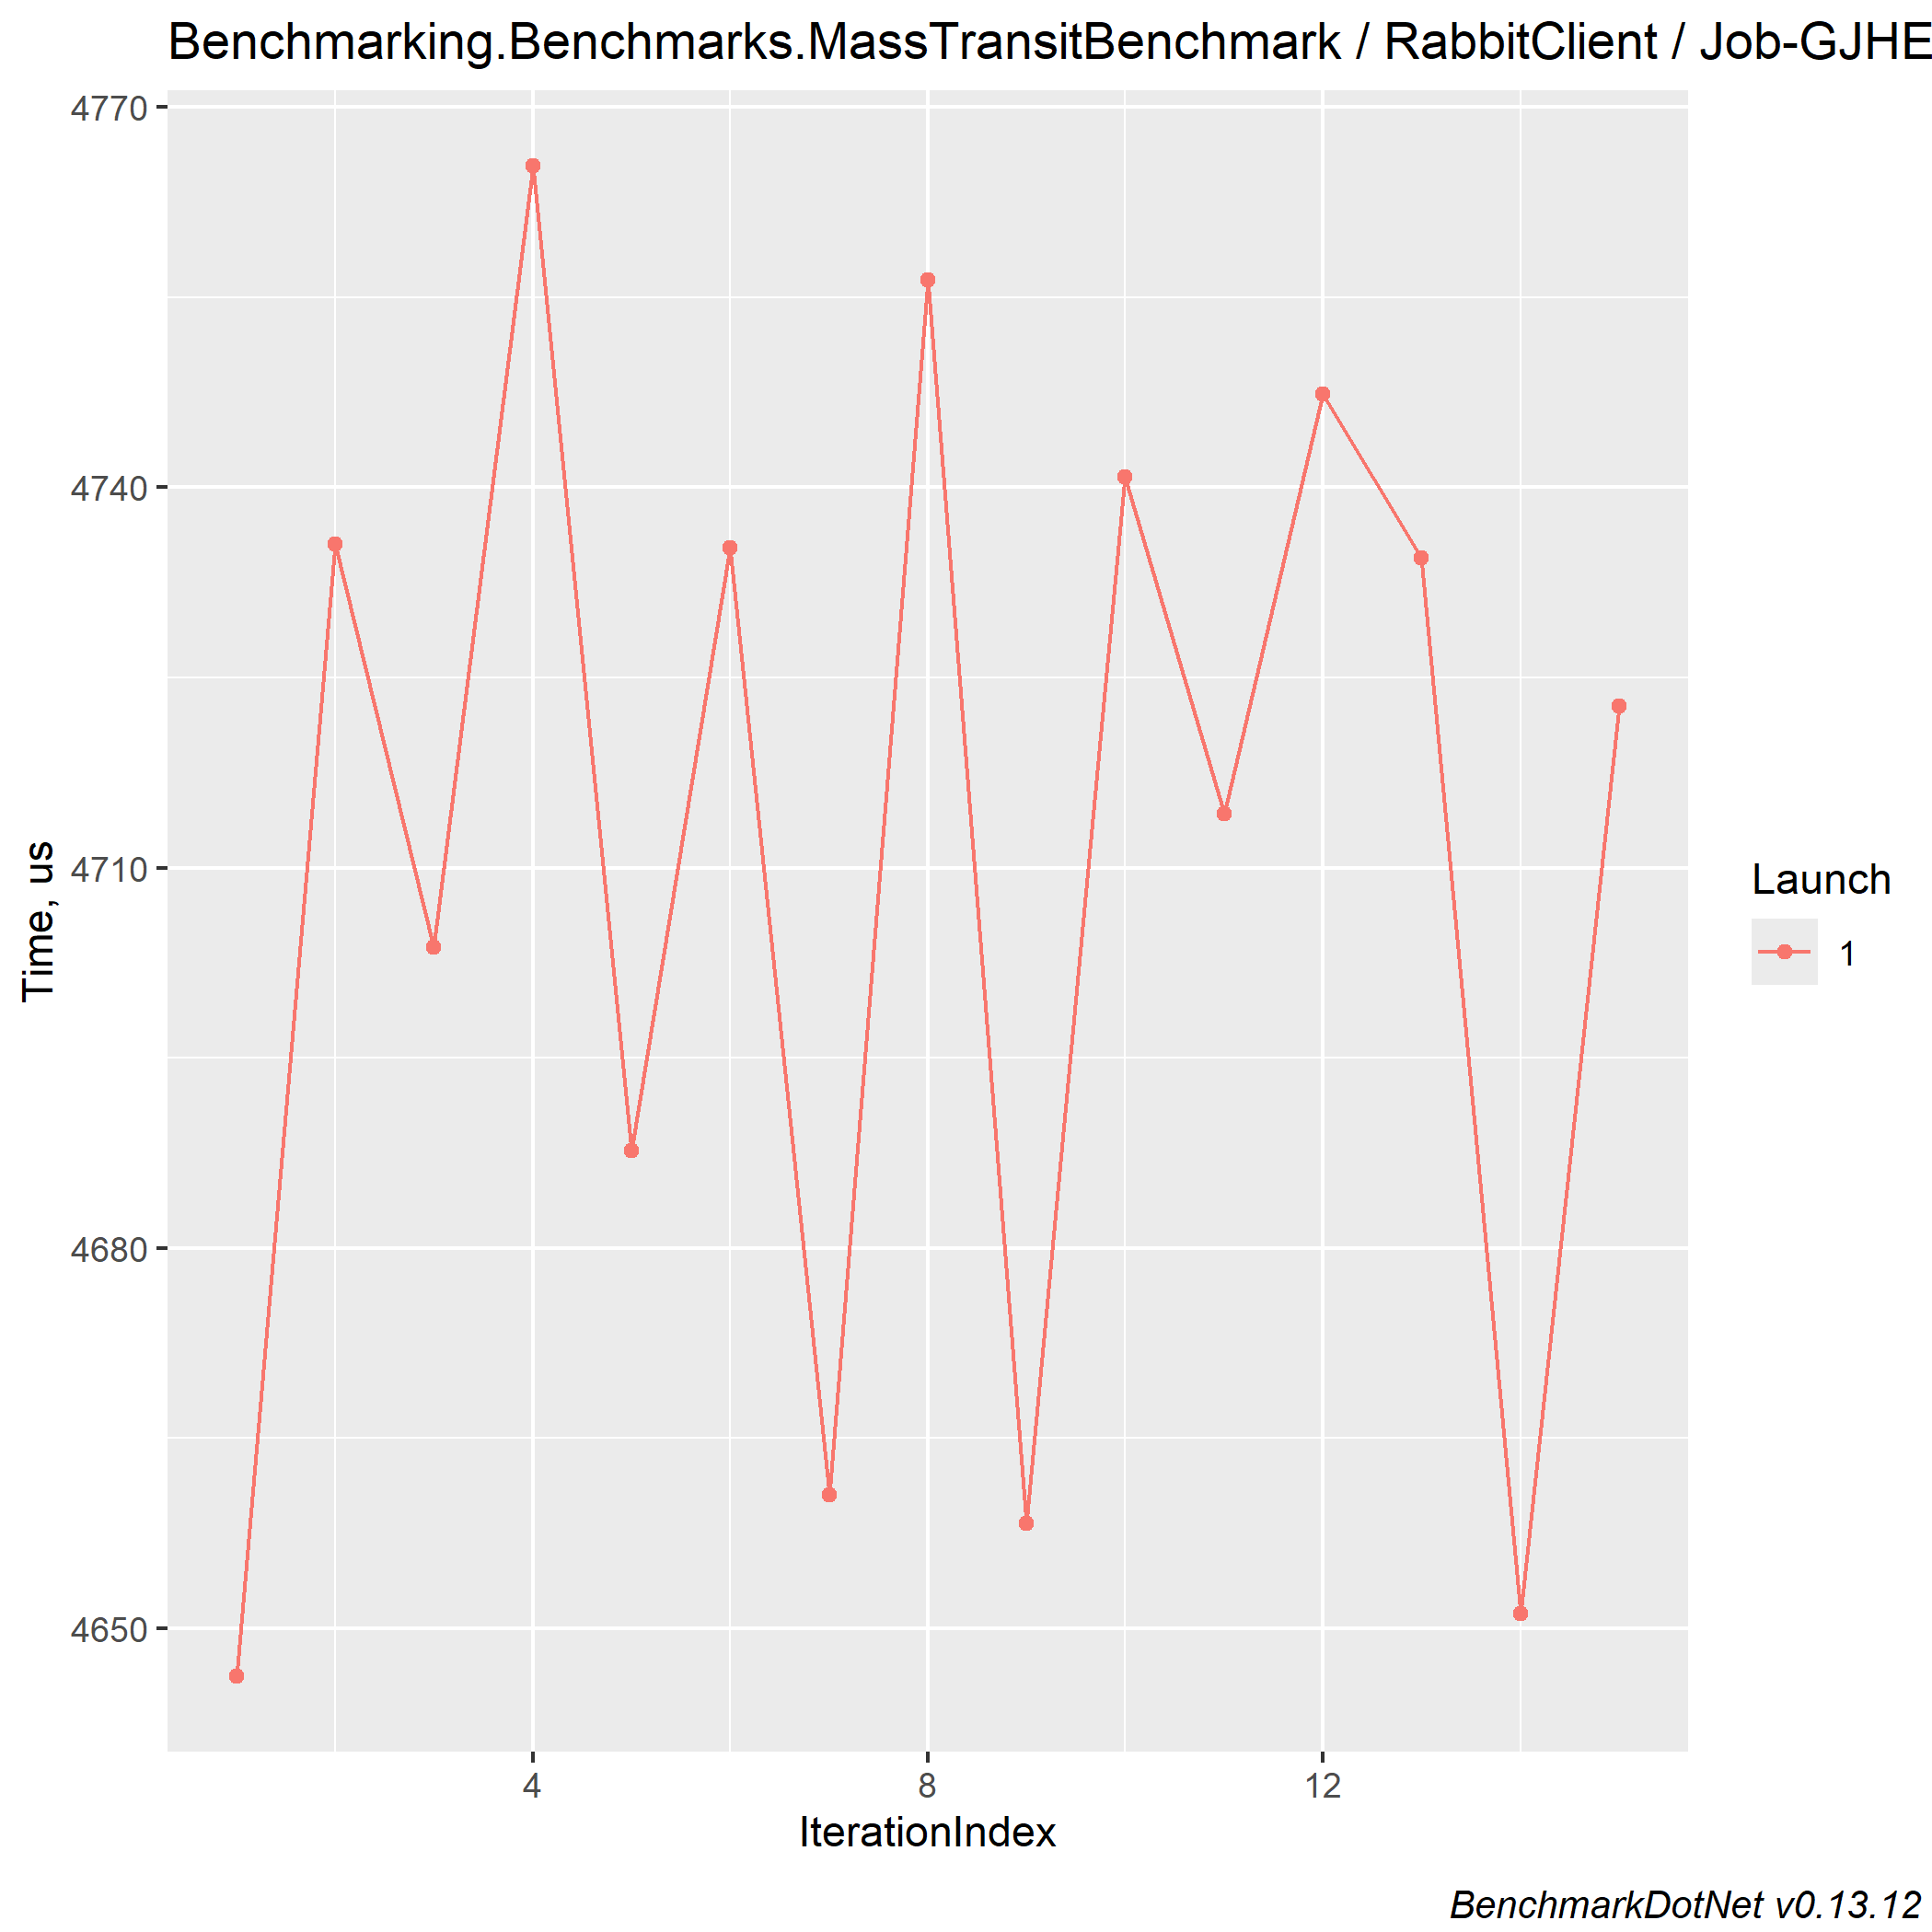 Benchmarking.Benchmarks.MassTransitBenchmark / RabbitClient / Job-GJHE
4770
4740
4710
4680
4650
Time, us
4 8 12
IterationIndex
Launch
1
BenchmarkDotNet v0.13.12